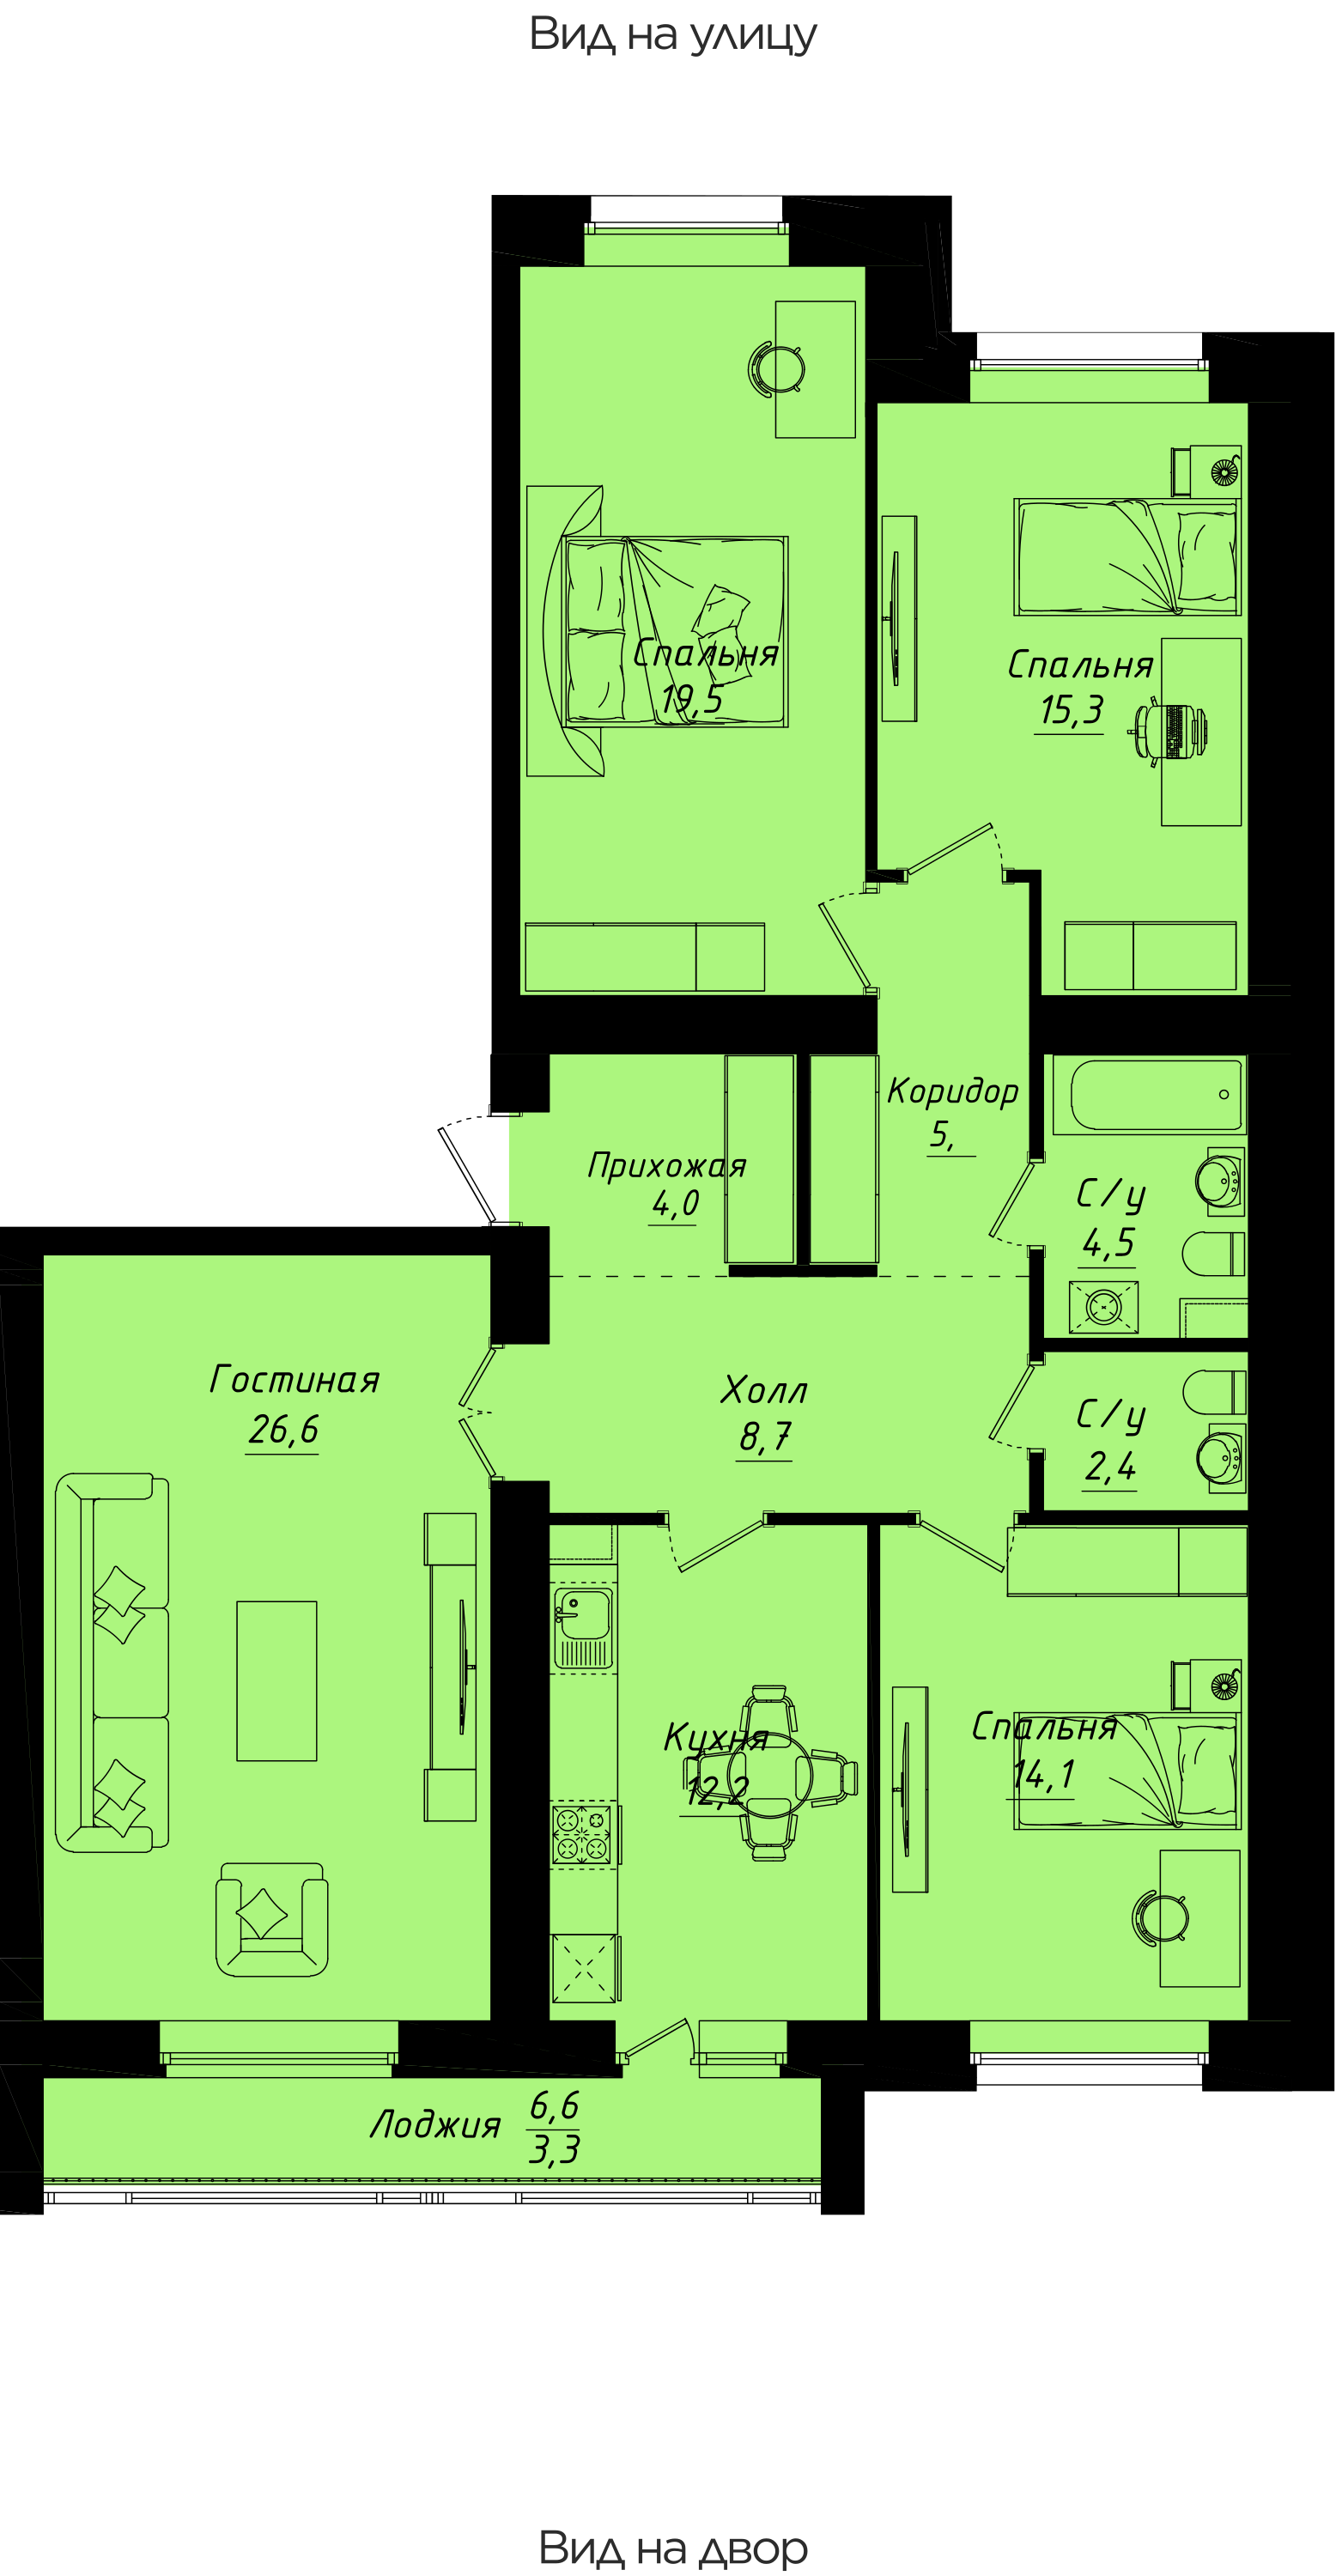 Вид на улицу
Спальня
19,5
Спальня
15,3
Коридор
5,
Прихожая
4,0
С/у
4,5
Гостиная
26,6
Холл
8,7
С/у
2,4
Кухня
12,2
Спальня
14,1
Лоджия
6,6
3,3
Вид на двор